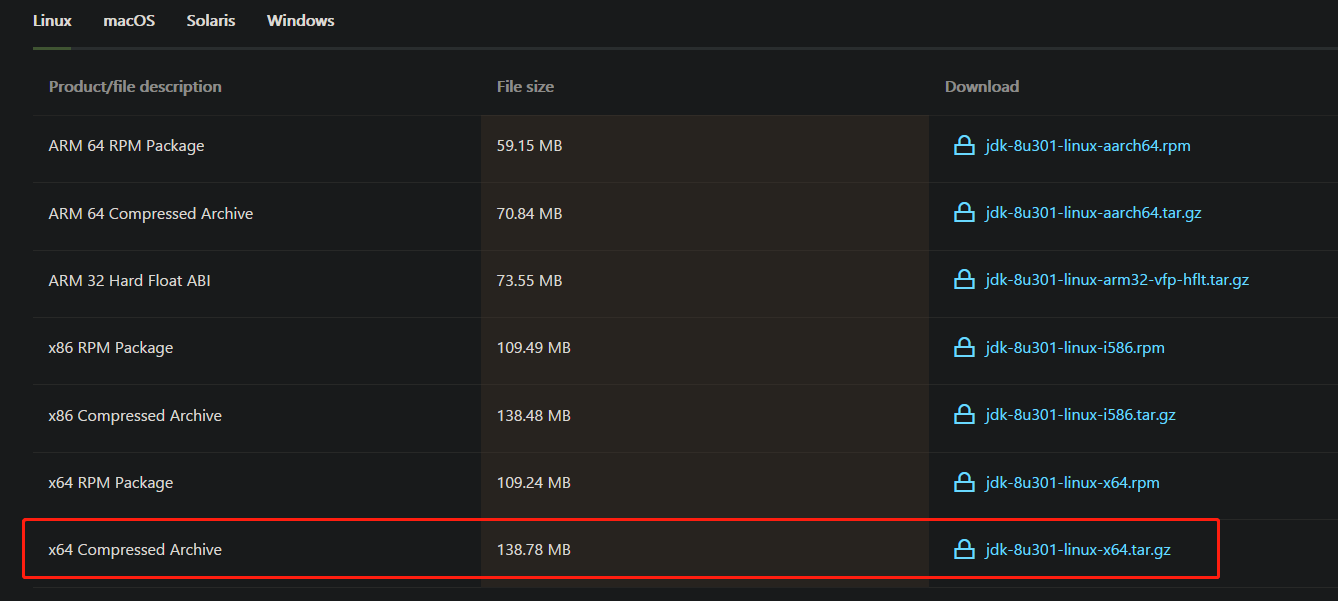 Linux macOS Solaris Windows
Product/file description File size Download
ARM 64 RPM Package 59.15 MB jdk-8u301-linux-aarch64.rpm
ARM 64 Compressed Archive 70.84 MB jdk-8u301-linux-aarch64.tar.gz
ARM 32 Hard Float ABI 73.55 MB jdk-8u301-linux-arm32-vfp-hflt.tar.gz
x86 RPM Package 109.49 MB jdk-8u301-linux-i586.rpm
x86 Compressed Archive 138.48 MB jdk-8u301-linux-i586.tar.gz
x64 RPM Package 109.24 MB jdk-8u301-linux-x64.rpm
x64 Compressed Archive 138.78 MB jdk-8u301-linux-x64.tar.gz